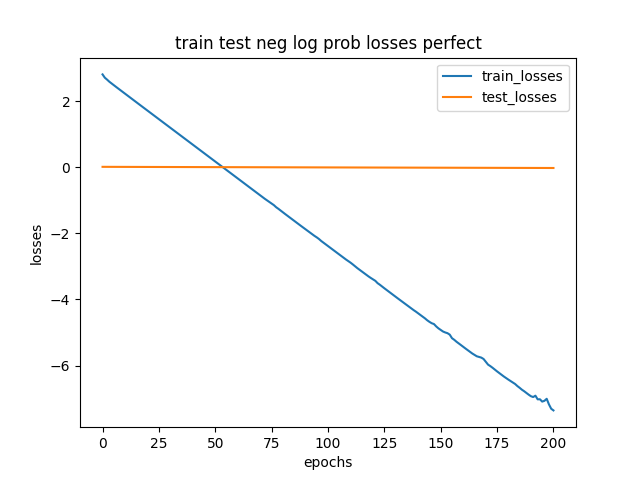 train test neg log prob losses perfect
train_losses
test_losses
2
0
−2
−4
−6
losses
0 25 50 75 100 125 150 175 200
epochs